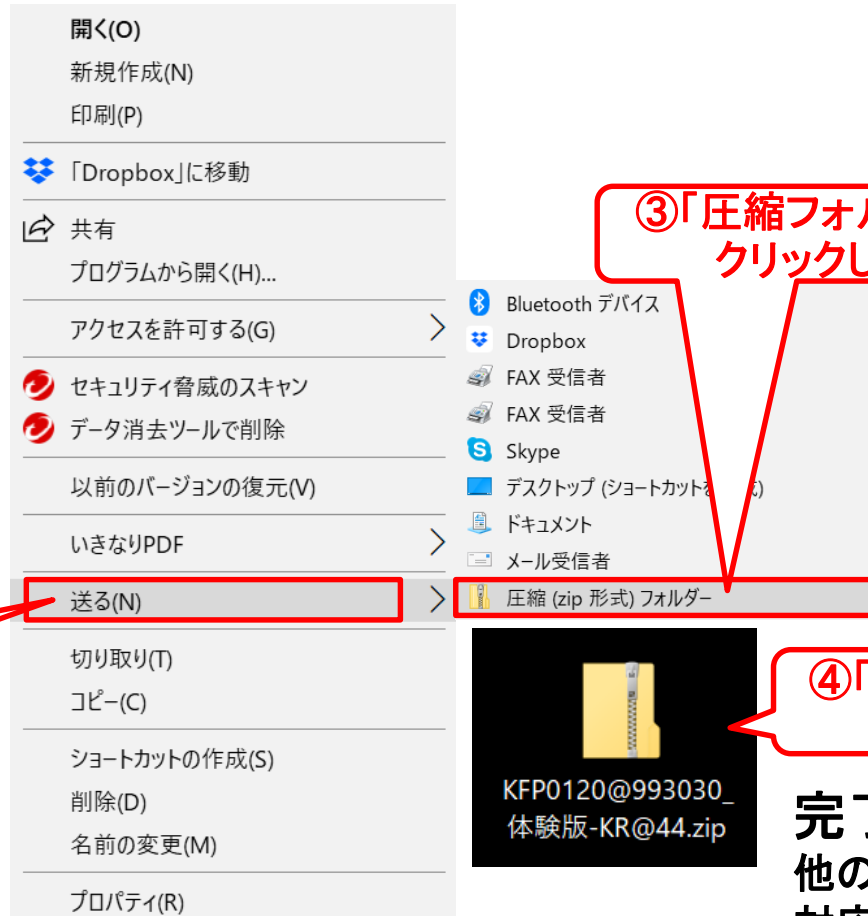 開く(O)
新規作成(N)
印刷(P)
「Dropbox」に移動
共有
プログラムから開く(H)...
アクセスを許可する(G)
セキュリティ脅威のスキャン
データ消去ツールで削除
以前のバージョンの復元(V)
いきなりPDF
送る(N)
切り取り(T)
コピー(C)
ショートカットの作成(S)
削除(D)
名前の変更(M)
プロパティ(R)
③「圧縮フォル
クリックし
Bluetooth デバイス
Dropbox
FAX 受信者
FAX 受信者
Skype
デスクトップ (ショートカットを 成)
ドキュメント
メール受信者
圧縮 (zip 形式) フォルダー
④「
KFP0120@993030_
体験版-KR@44.zip
完了
他の